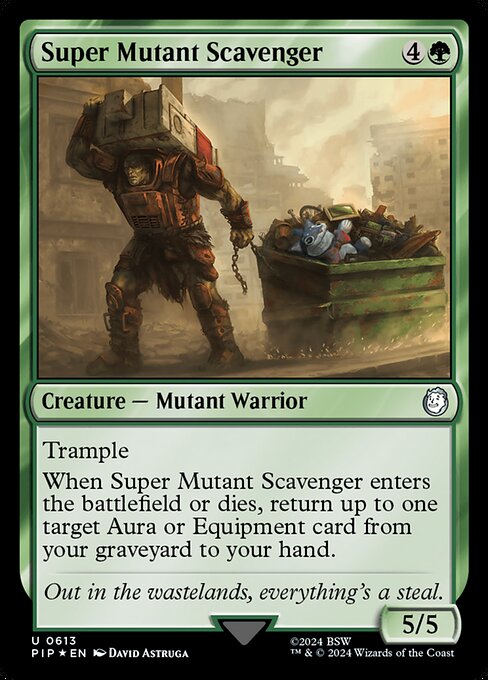 Super Mutant Scavenger 4
Creature — Mutant Warrior
Trample
When Super Mutant Scavenger enters
the battlefield or dies, return up to one
target Aura or Equipment card from
your graveyard to your hand.
Out in the wastelands, everything's a steal.
5/5
U 0613
PIP ★ EN DAVID ASTRUGA
©2024 BSW
™ & © 2024 Wizards of the Coast